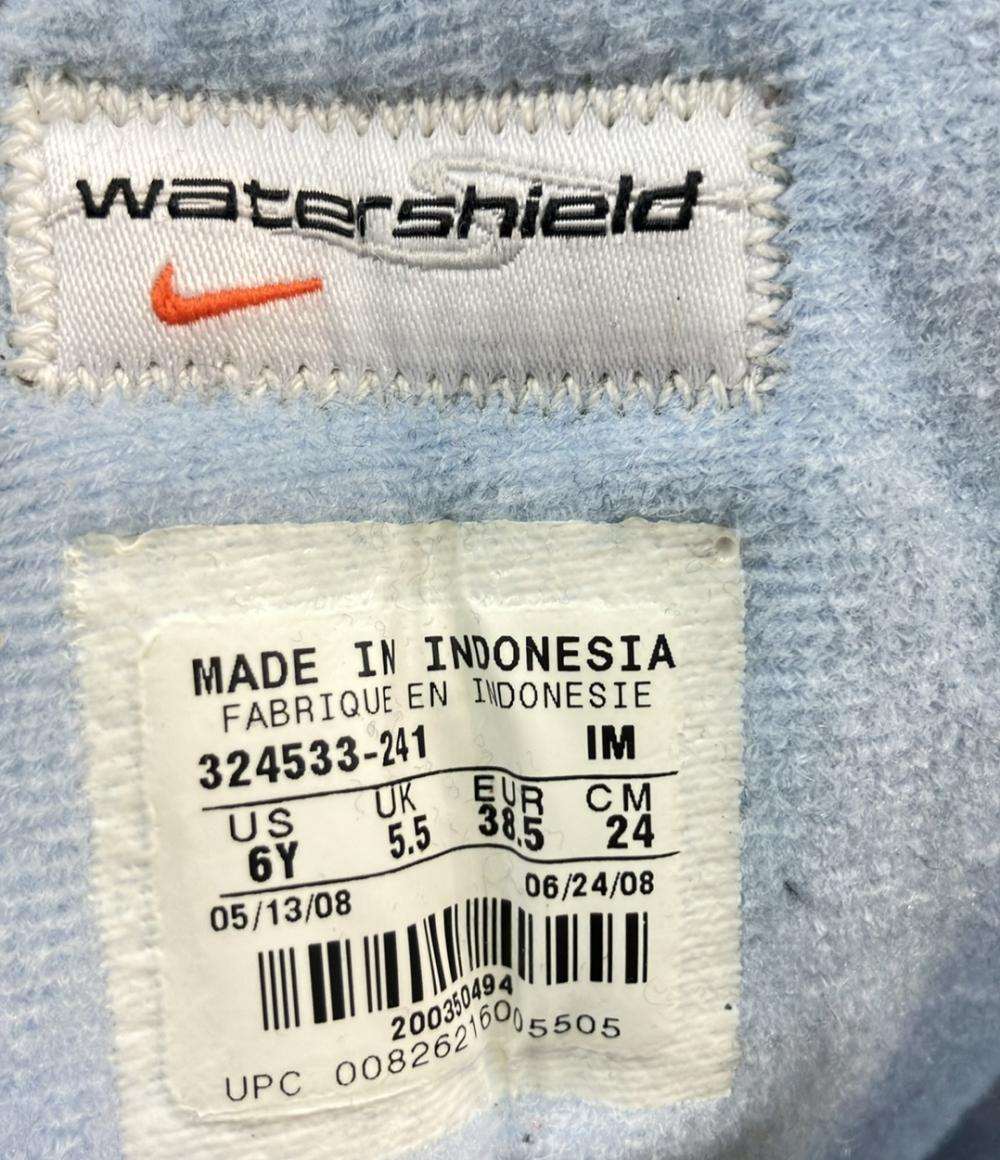 watershield
MADE IN INDONESIA
FABRIQUE EN INDONESIE
324533-241 IM
US UK EUR CM
6Y 5.5 38.5 24
05/13/08 06/24/08
200350494
UPC 00826216005505